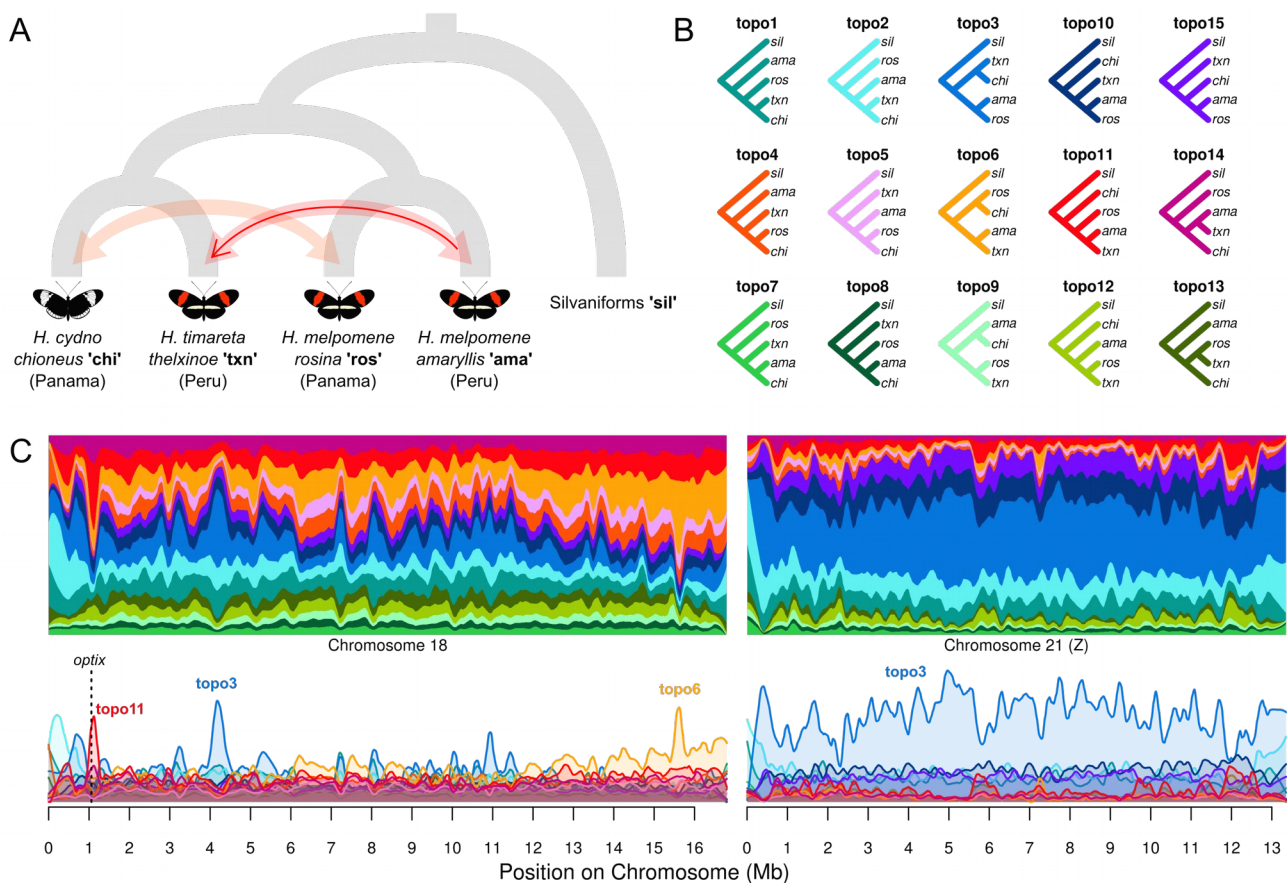 A
H. cydno
chioneus 'chi'
(Panama)
H. timareta
thelxinoe 'txn'
(Peru)
H. melpomene
rosina 'ros'
(Panama)
H. melpomene
amaryllis 'ama'
(Peru)
Silvaniforms 'sil'
B
topo1
sil
ama
ros
txn
chi
topo2
sil
ros
ama
txn
chi
topo3
sil
txn
chi
ama
ros
topo10
sil
chi
txn
ama
ros
topo15
sil
txn
chi
ama
ros
topo4
sil
ama
txn
ros
chi
topo5
sil
txn
ama
ros
chi
topo6
sil
ros
chi
ama
txn
topo11
sil
chi
ros
ama
txn
topo14
sil
ros
ama
txn
chi
topo7
sil
ros
txn
ama
chi
topo8
sil
txn
ros
ama
chi
topo9
sil
ama
chi
ros
txn
topo12
sil
chi
ama
ros
txn
topo13
sil
ama
ros
txn
chi
C
Chromosome 18
Chromosome 21 (Z)
optix
topo11
topo3
topo6
topo3
0 1 2 3 4 5 6 7 8 9 10 11 12 13 14 15 16
0 1 2 3 4 5 6 7 8 9 10 11 12 13
Position on Chromosome (Mb)